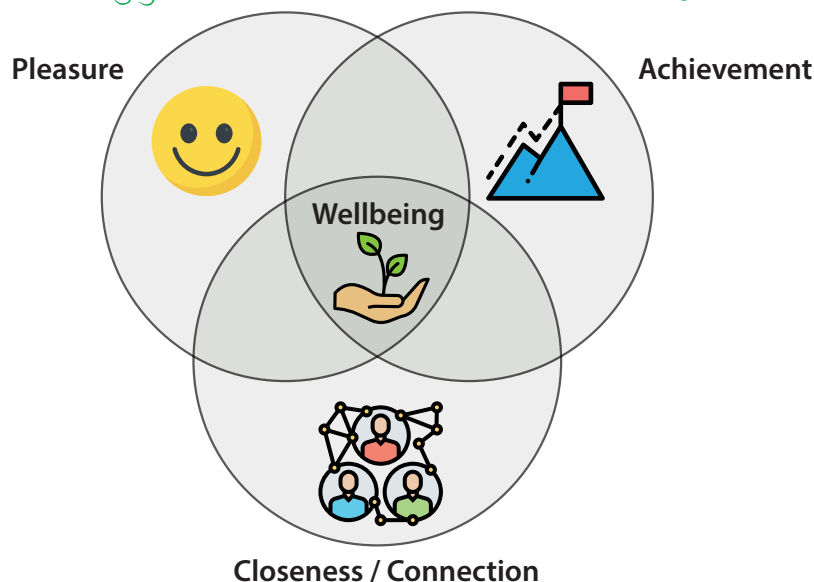 Pleasure
Achievement
Wellbeing
Closeness / Connection